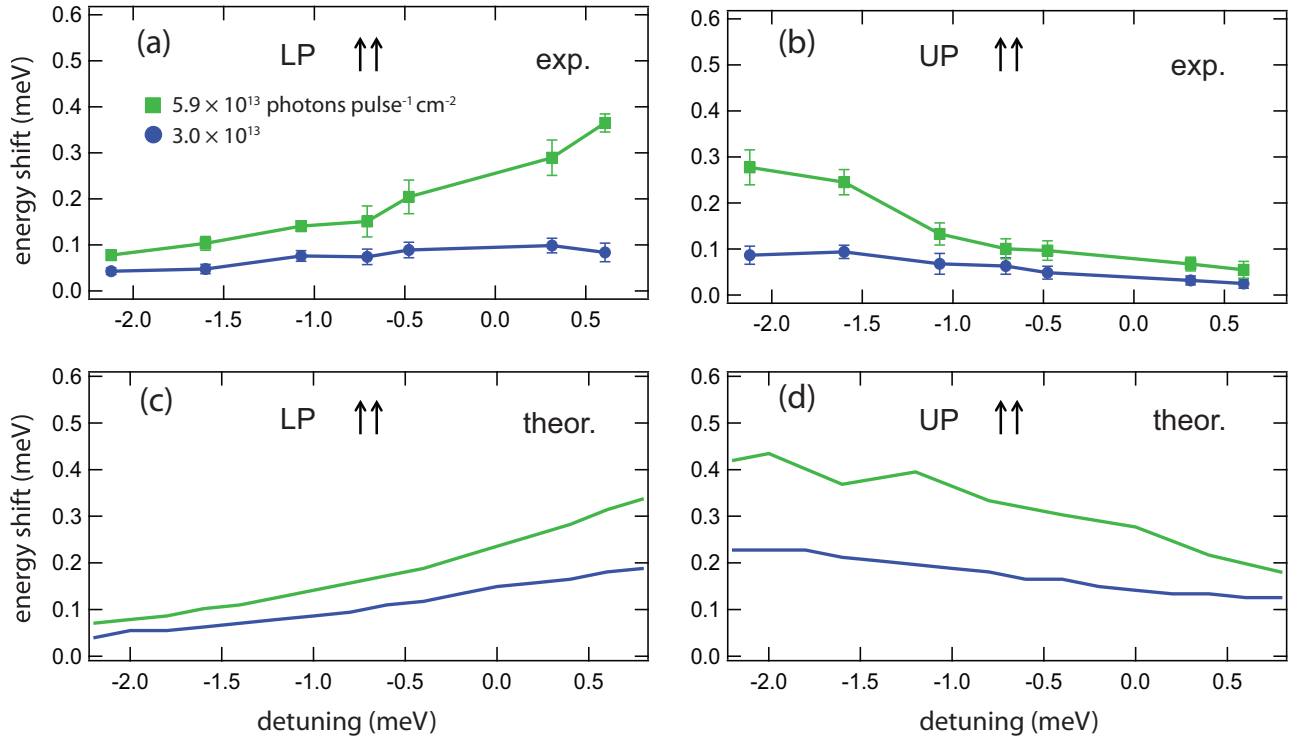 (a) LP ↑↑ exp.
5.9 × 10¹³ photons pulse⁻¹ cm⁻²
3.0 × 10¹³
energy shift (meV)
0.6
0.5
0.4
0.3
0.2
0.1
0.0
-2.0 -1.5 -1.0 -0.5 0.0 0.5
(b) UP ↑↑ exp.
0.6
0.5
0.4
0.3
0.2
0.1
0.0
-2.0 -1.5 -1.0 -0.5 0.0 0.5
(c) LP ↑↑ theor.
energy shift (meV)
0.6
0.5
0.4
0.3
0.2
0.1
0.0
-2.0 -1.5 -1.0 -0.5 0.0 0.5
detuning (meV)
(d) UP ↑↑ theor.
0.6
0.5
0.4
0.3
0.2
0.1
0.0
-2.0 -1.5 -1.0 -0.5 0.0 0.5
detuning (meV)